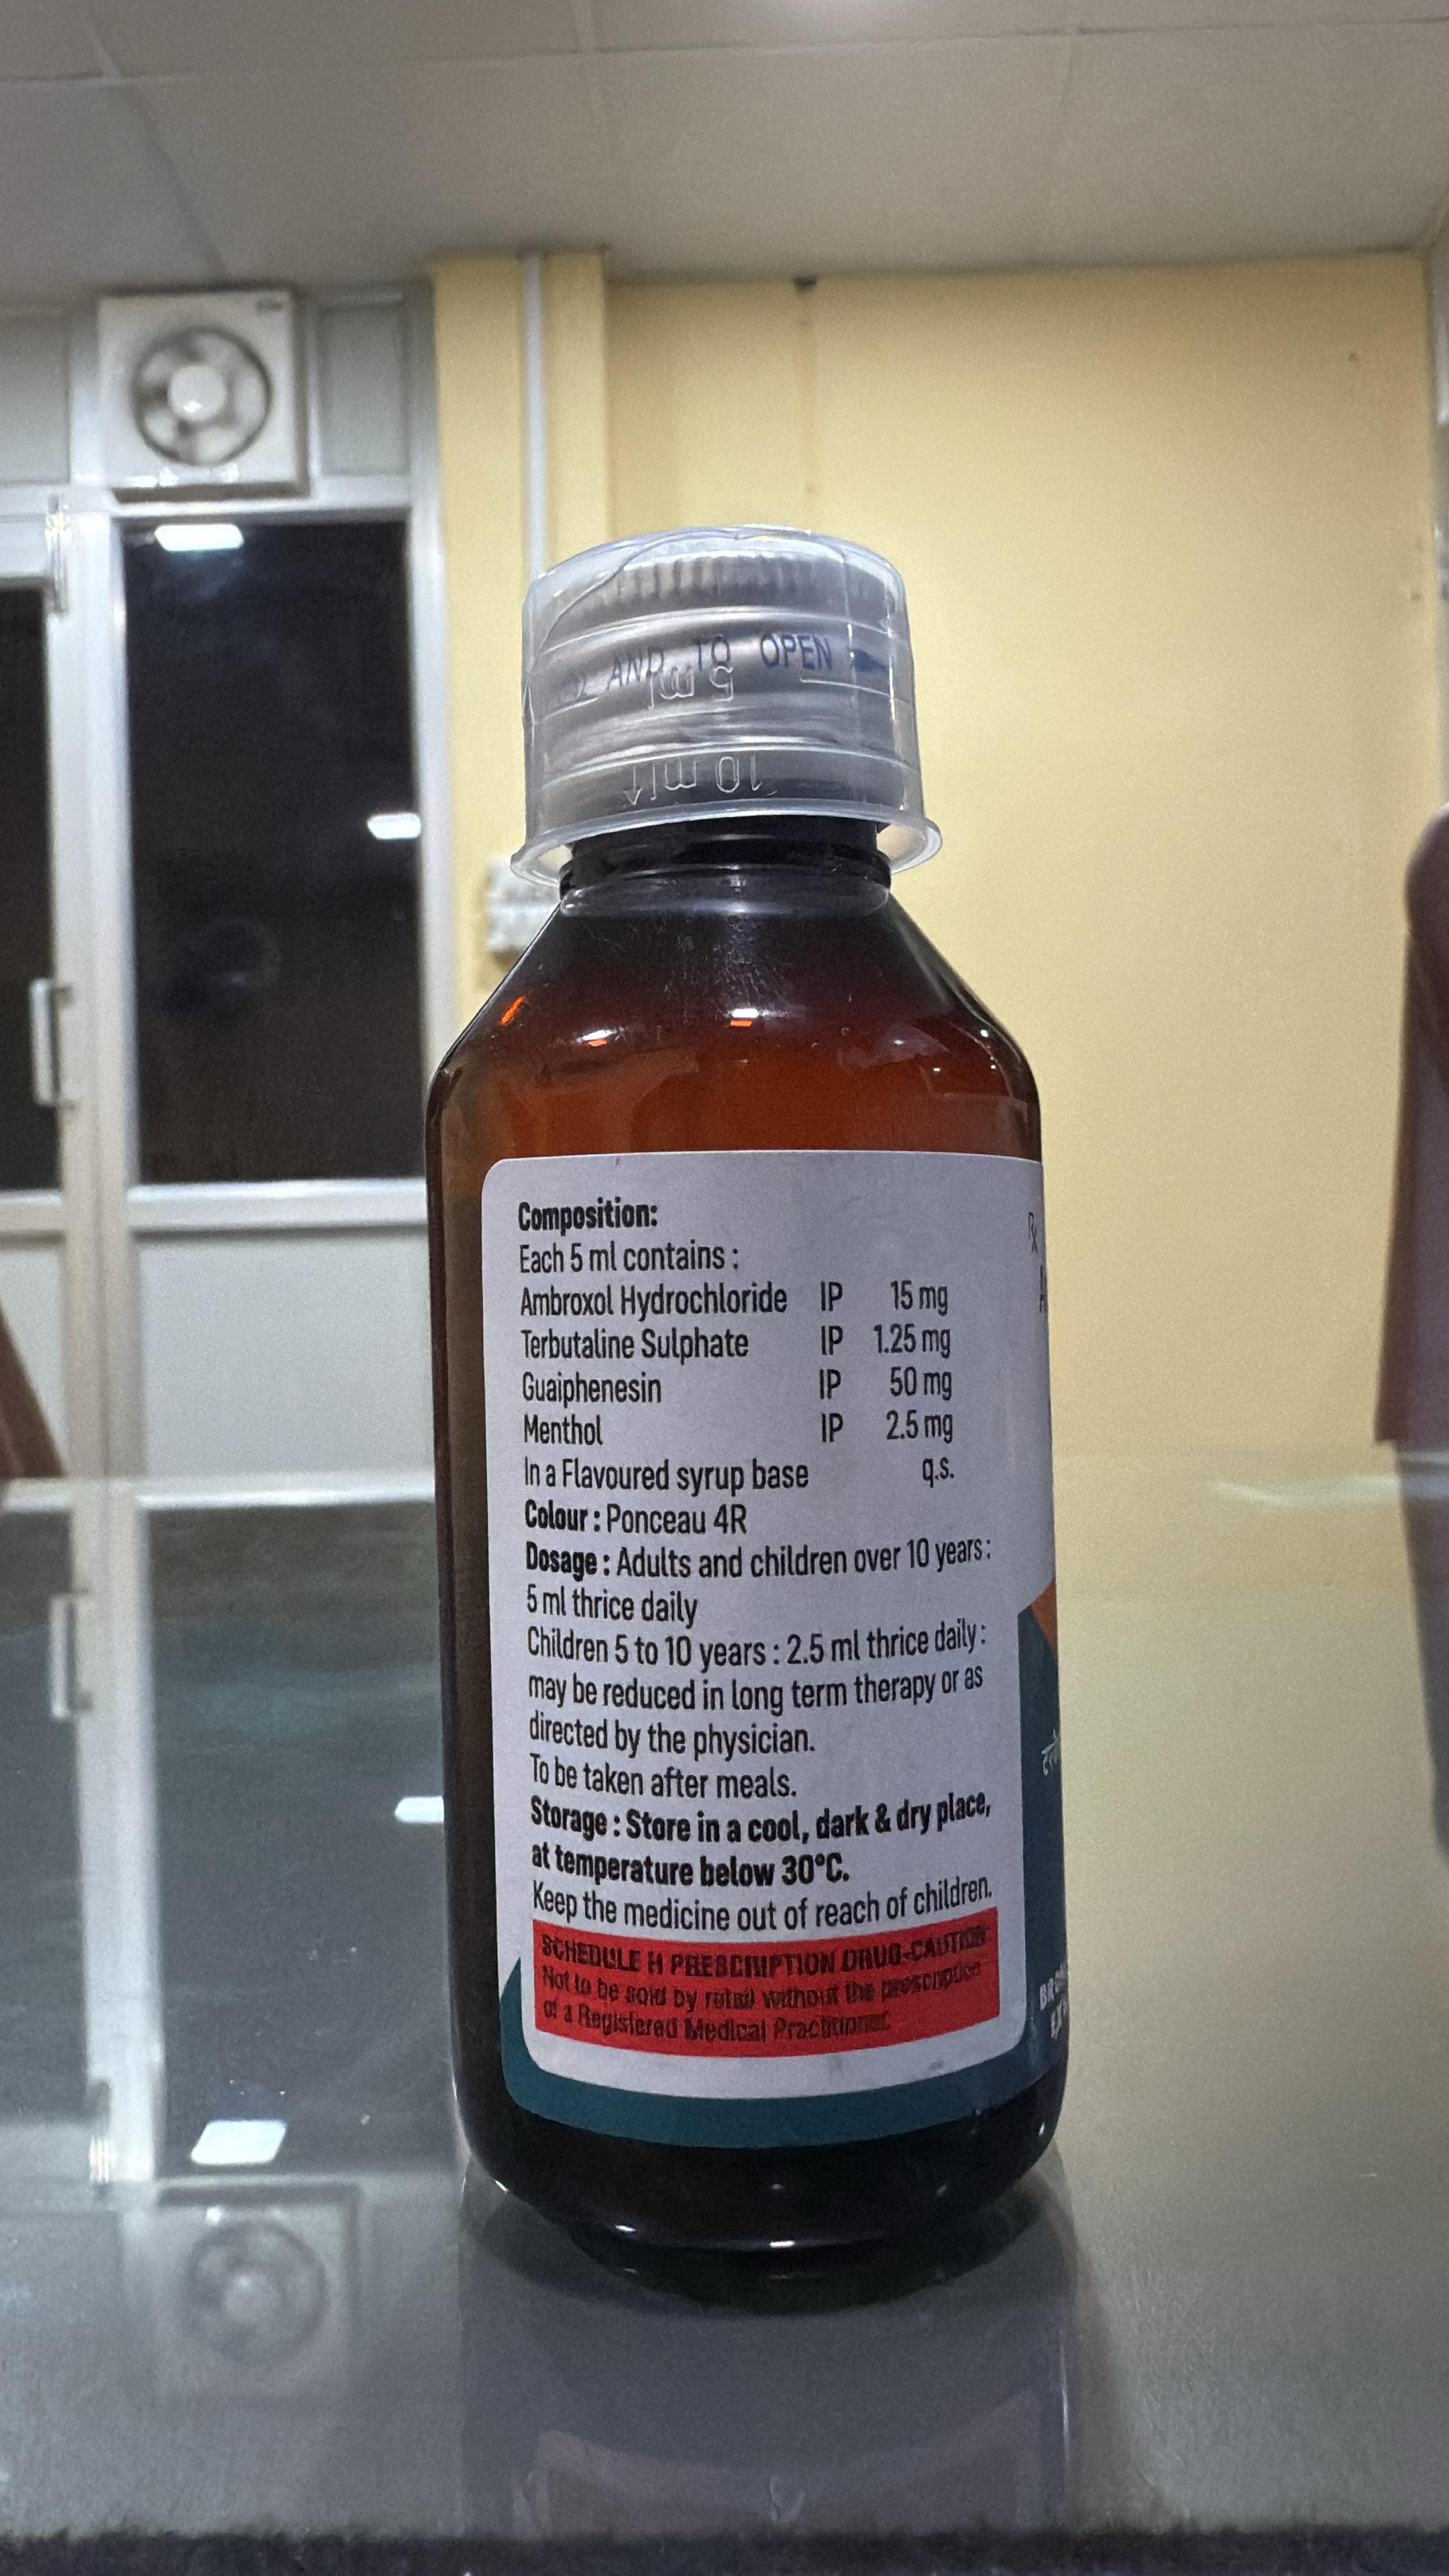 AND TO OPEN
5 ml
10 ml
Composition:
Each 5 ml contains :
Ambroxol Hydrochloride IP 15 mg
Terbutaline Sulphate IP 1.25 mg
Guaiphenesin IP 50 mg
Menthol IP 2.5 mg
In a Flavoured syrup base q.s.
Colour : Ponceau 4R
Dosage : Adults and children over 10 years :
5 ml thrice daily
Children 5 to 10 years : 2.5 ml thrice daily :
may be reduced in long term therapy or as
directed by the physician.
To be taken after meals.
Storage : Store in a cool, dark & dry place,
at temperature below 30°C.
Keep the medicine out of reach of children.
SCHEDULE H PRESCRIPTION DRUG-CAUTION
Not to be sold by retail without the prescription
of a Registered Medical Practitioner.
℞